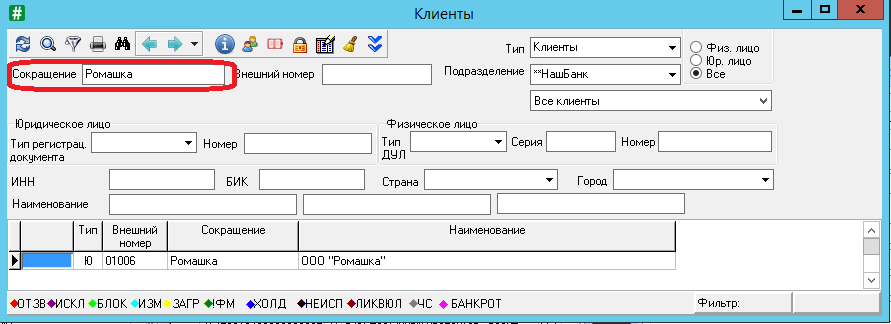 Клиенты
Тип Клиенты Физ. лицо
Юр. лицо
Сокращение Ромашка Внешний номер Подразделение **НашБанк Все
Все клиенты
Юридическое лицо Физическое лицо
Тип регистрац. документа Номер Тип ДУЛ Серия Номер
ИНН БИК Страна Город
Наименование
Тип Внешний номер Сокращение Наименование
Ю 01006 Ромашка ООО "Ромашка"
ОТЗВ ИСКЛ БЛОК ИЗМ ЗАГР !ФМ ХОЛД НЕИСП ЛИКВЮЛ ЧС БАНКРОТ Фильтр: